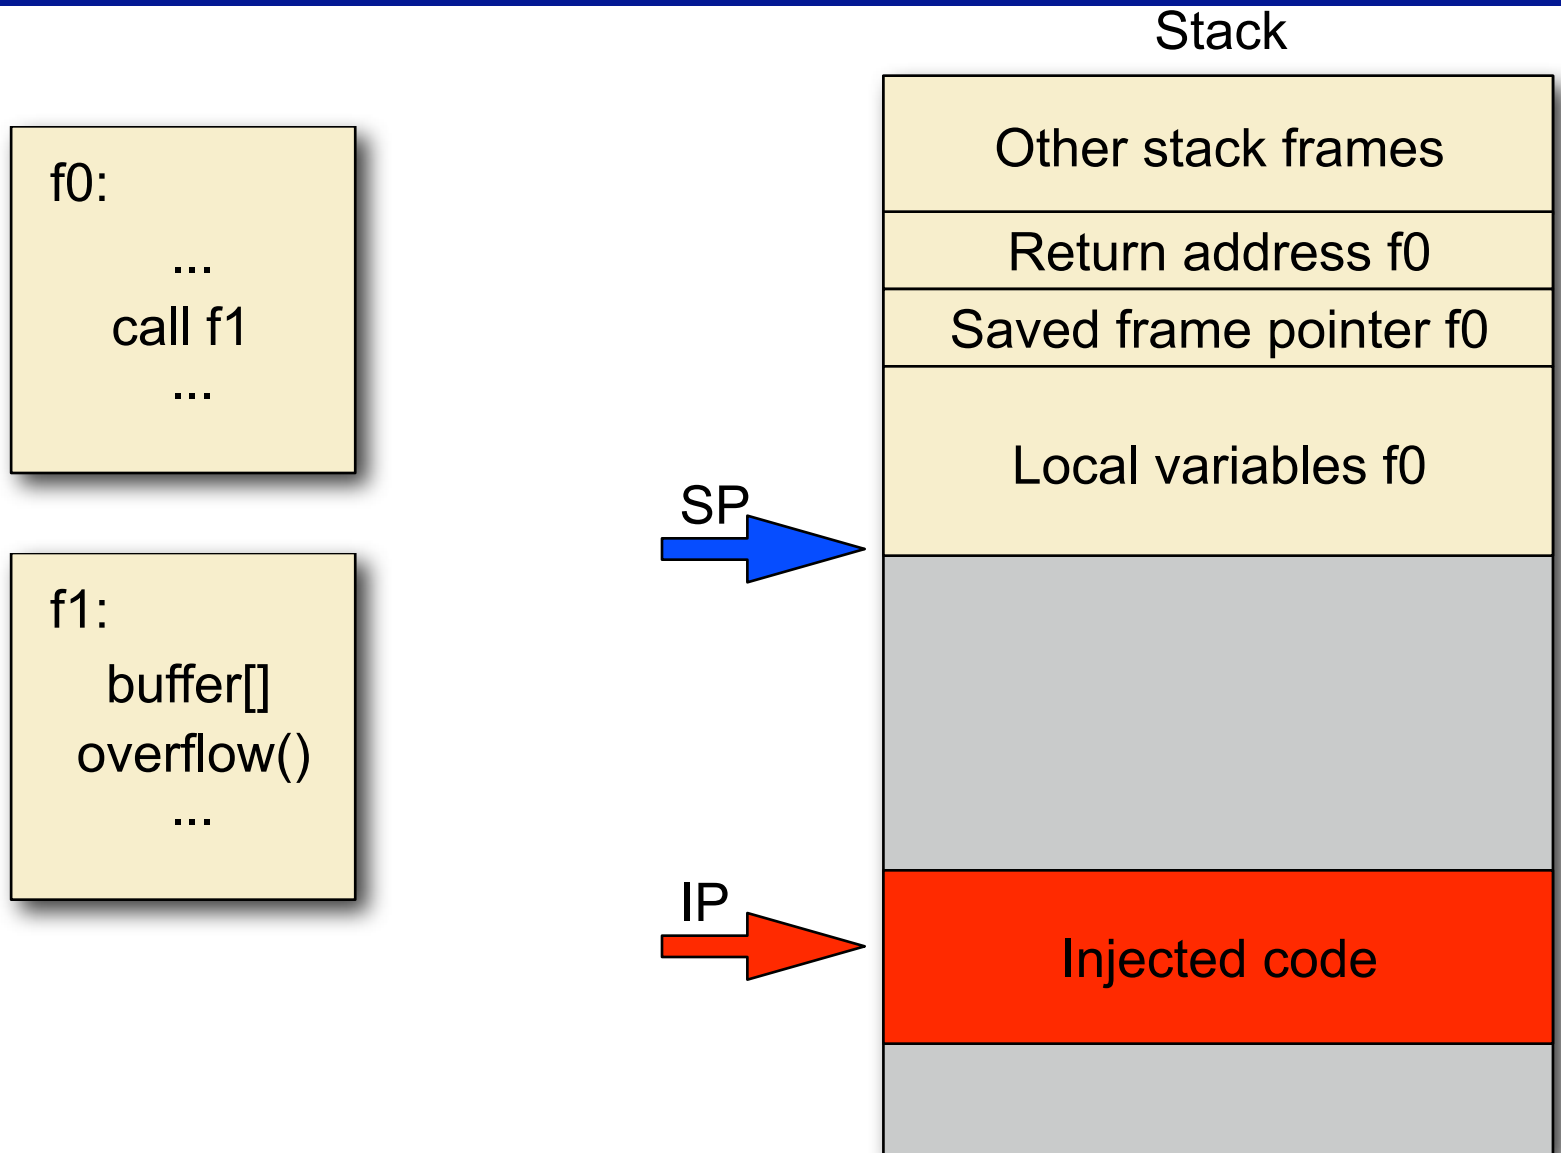 Stack
f0:
...
call f1
...
f1:
buffer[]
overflow()
...
SP
IP
Other stack frames
Return address f0
Saved frame pointer f0
Local variables f0
Injected code